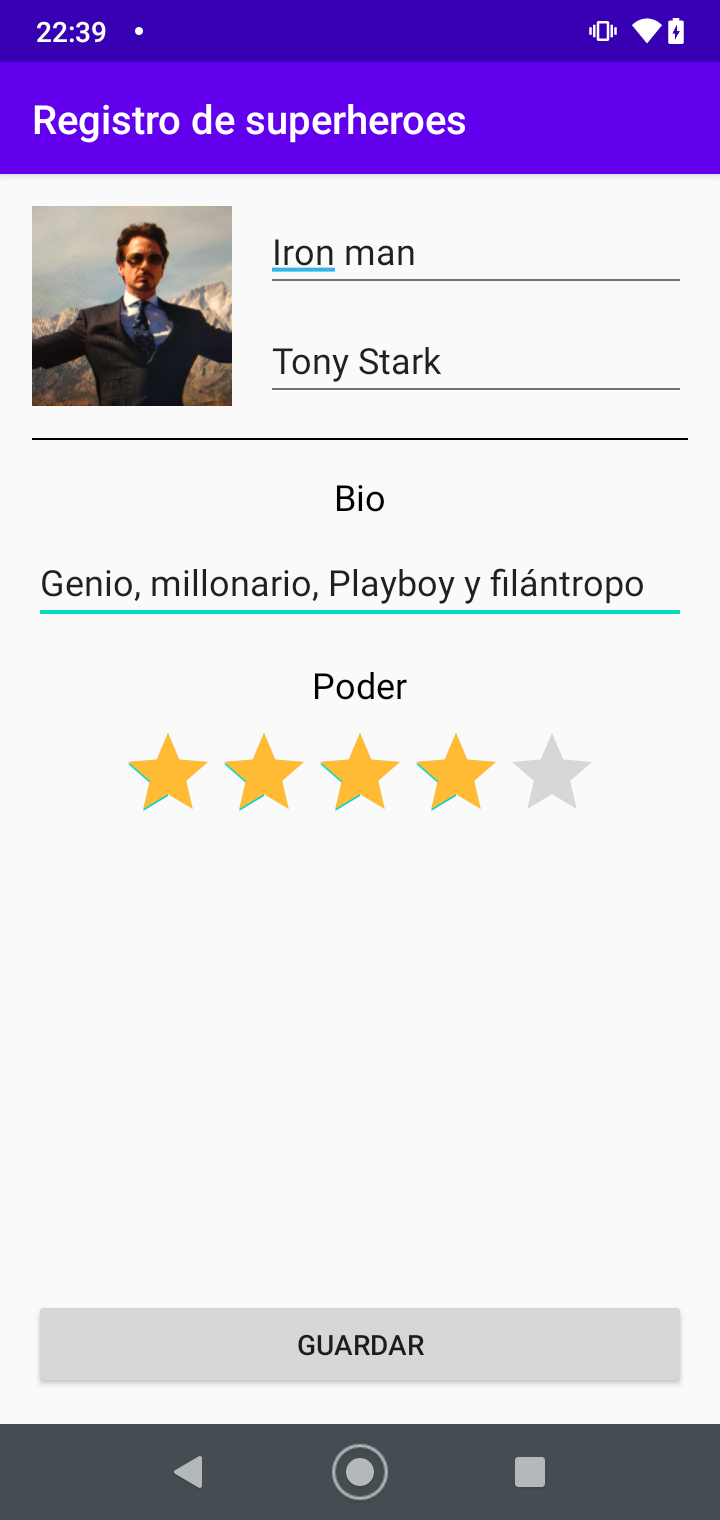 22:39
Registro de superheroes
Iron man
Tony Stark
Bio
Genio, millonario, Playboy y filántropo
Poder
GUARDAR